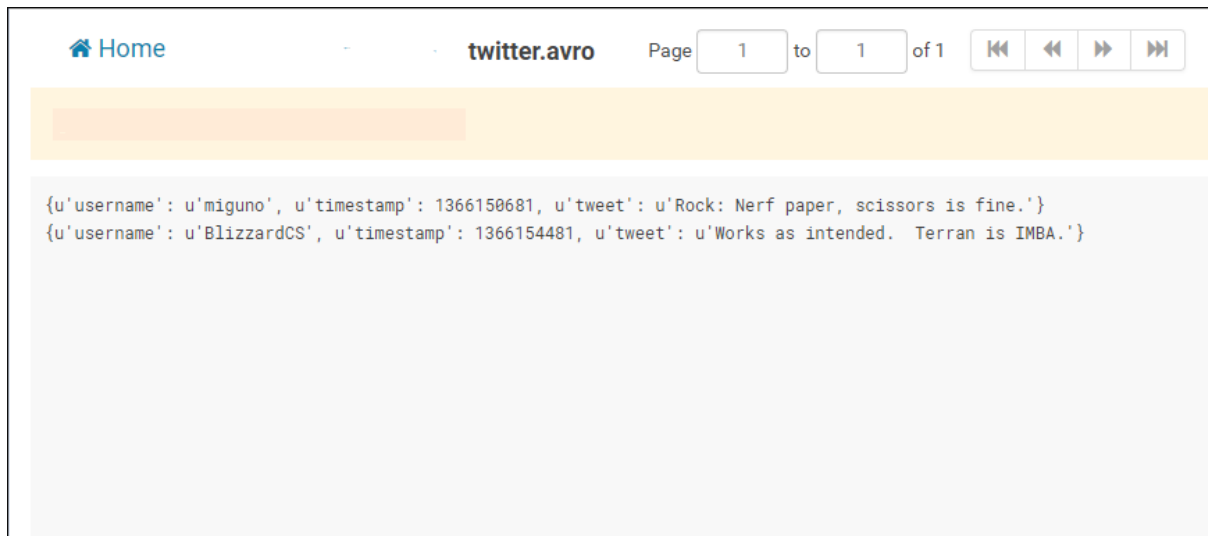 Home twitter.avro Page 1 to 1 of 1
{u'username': u'miguno', u'timestamp': 1366150681, u'tweet': u'Rock: Nerf paper, scissors is fine.'}
{u'username': u'BlizzardCS', u'timestamp': 1366154481, u'tweet': u'Works as intended.  Terran is IMBA.'}